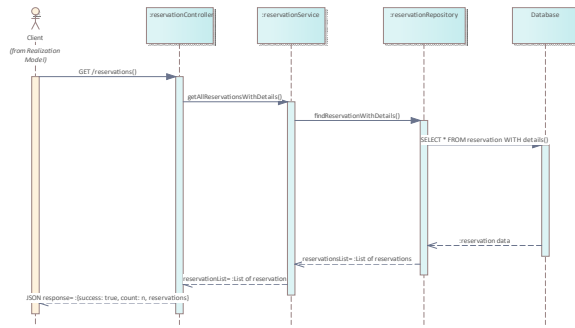 :reservationController
:reservationService
:reservationRepository
Database
Client
(from Realization
Model)
GET /reservations()
getAllReservationsWithDetails()
findReservationWithDetails()
SELECT * FROM reservation WITH details()
:reservation data
reservationsList= :List of reservations
reservationList= :List of reservation
JSON response= :{success: true, count: n, reservations}